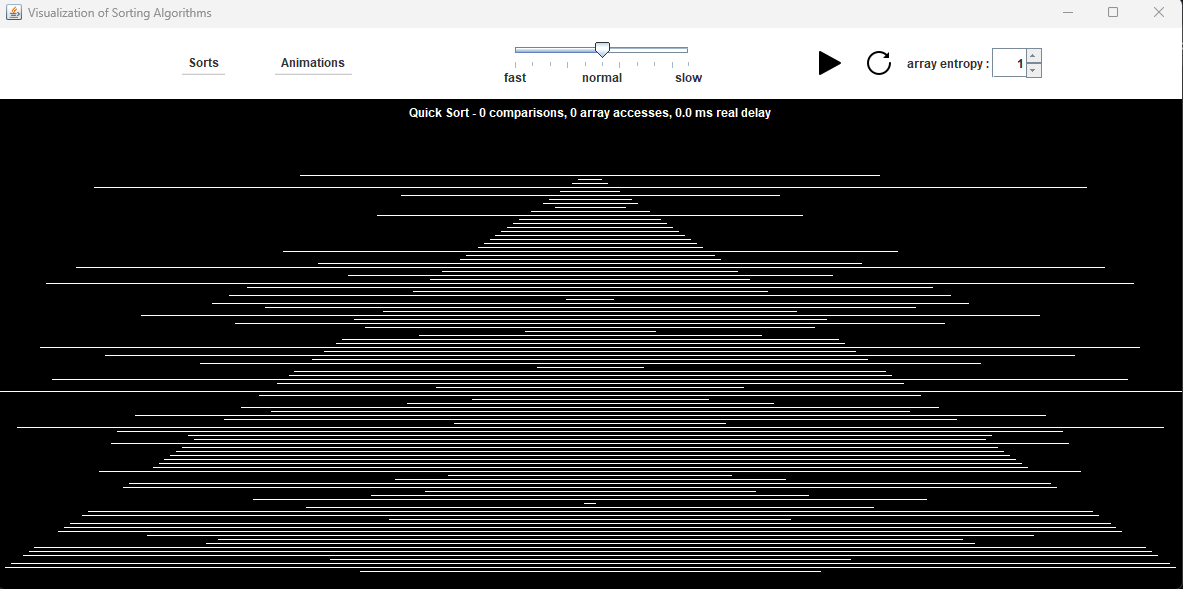 Visualization of Sorting Algorithms
Sorts
Animations
fast
normal
slow
array entropy :
1
Quick Sort - 0 comparisons, 0 array accesses, 0.0 ms real delay